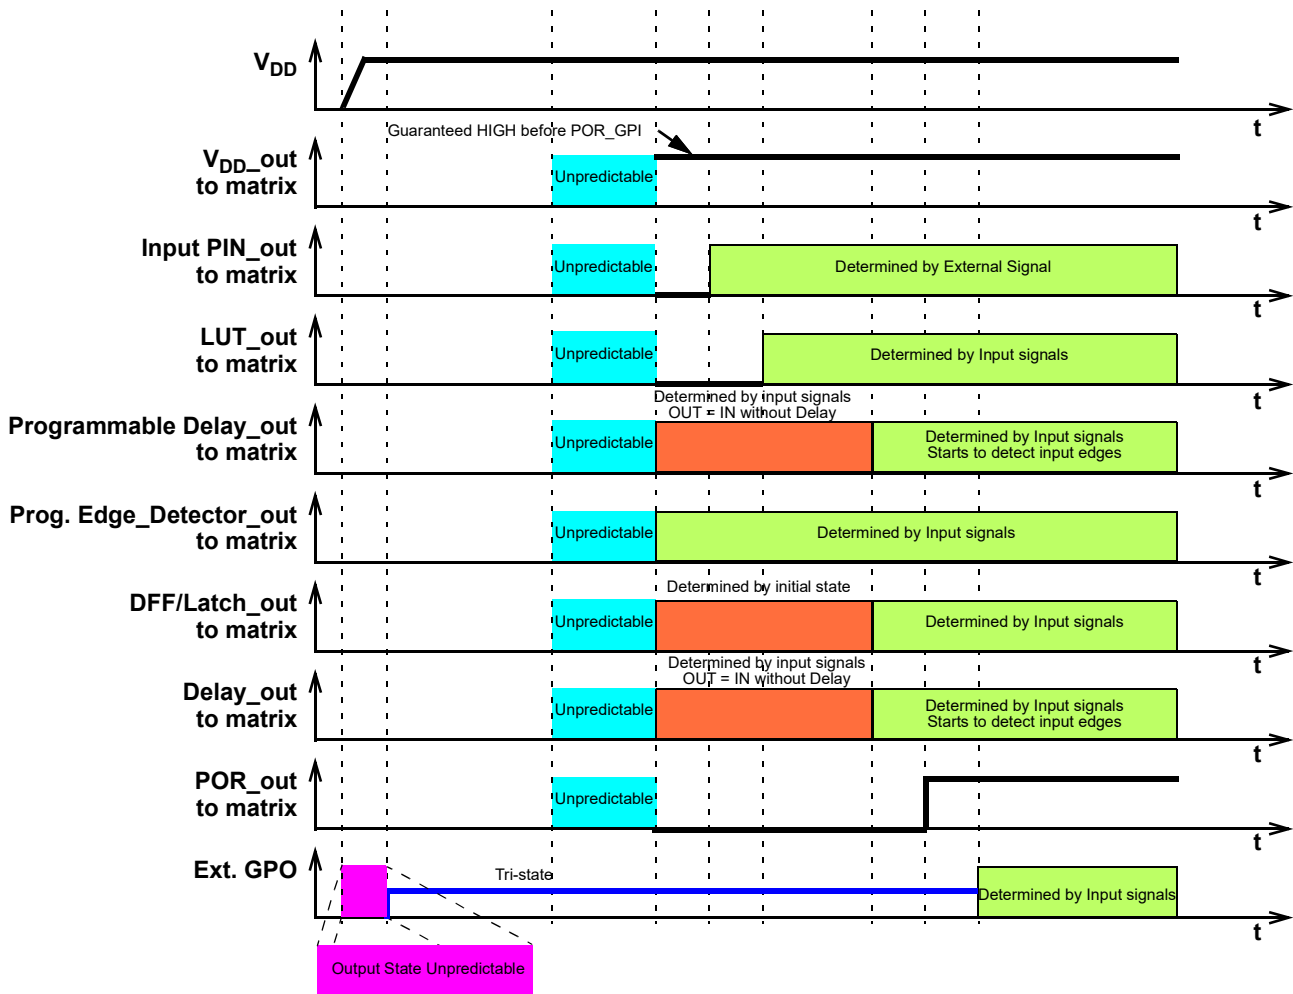 VDD
t
Guaranteed HIGH before POR_GPI
VDD_out
to matrix
Unpredictable
t
Input PIN_out
to matrix
Unpredictable
Determined by External Signal
t
LUT_out
to matrix
Unpredictable
Determined by Input signals
t
Determined by input signals
OUT = IN without Delay
Programmable Delay_out
to matrix
Unpredictable
Determined by Input signals
Starts to detect input edges
t
Prog. Edge_Detector_out
to matrix
Unpredictable
Determined by Input signals
t
Determined by initial state
DFF/Latch_out
to matrix
Unpredictable
Determined by Input signals
t
Determined by input signals
OUT = IN without Delay
Delay_out
to matrix
Unpredictable
Determined by Input signals
Starts to detect input edges
t
POR_out
to matrix
Unpredictable
t
Ext. GPO
Tri-state
Determined by Input signals
t
Output State Unpredictable